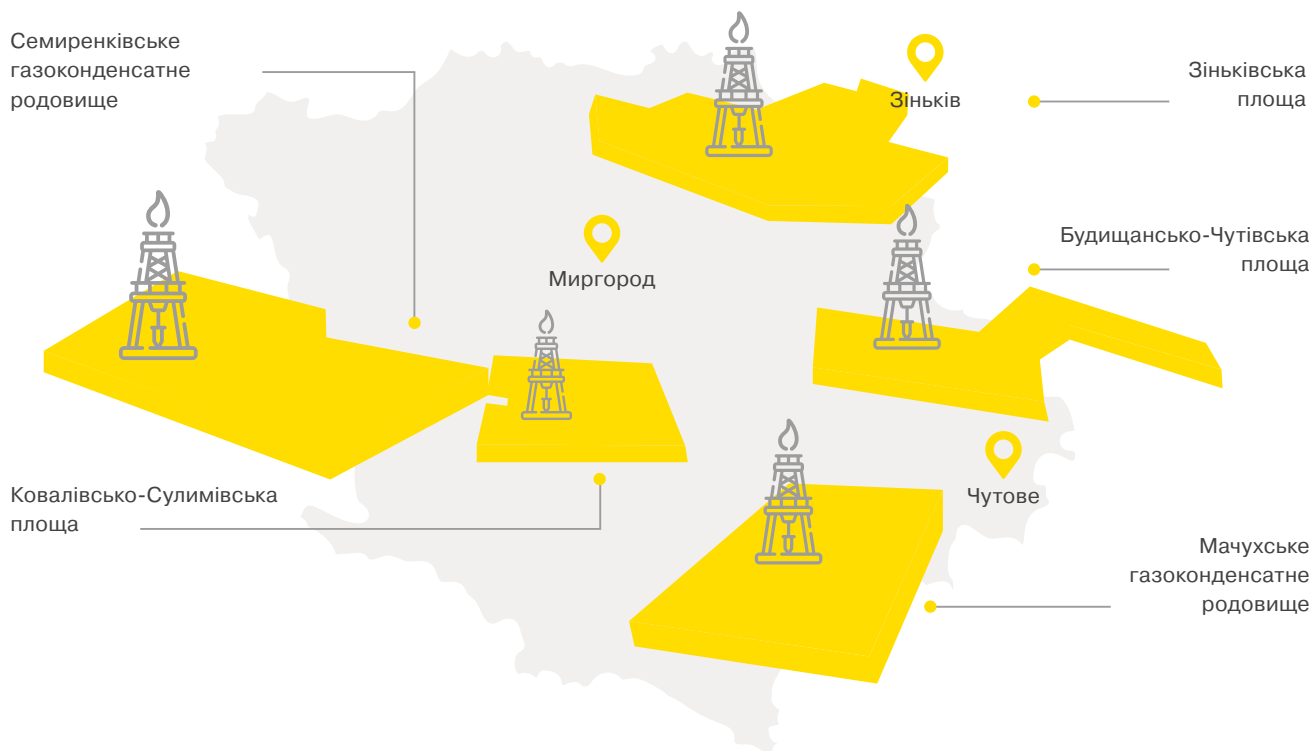 Семиренківське
газоконденсатне
родовище
Зіньків
Зіньківська
площа
Миргород
Будищансько-Чутівська
площа
Ковалівсько-Сулимівська
площа
Чутове
Мачухське
газоконденсатне
родовище